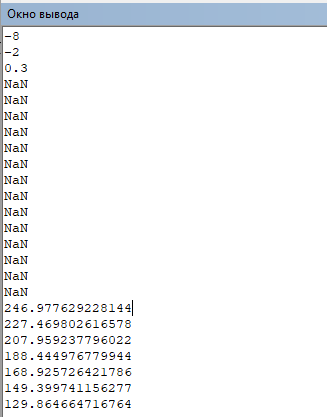 Окно вывода
-8
-2
0.3
NaN
NaN
NaN
NaN
NaN
NaN
NaN
NaN
NaN
NaN
NaN
NaN
NaN
NaN
246.977629228144
227.469802616578
207.959237796022
188.444976779944
168.925726421786
149.399741156277
129.864664716764